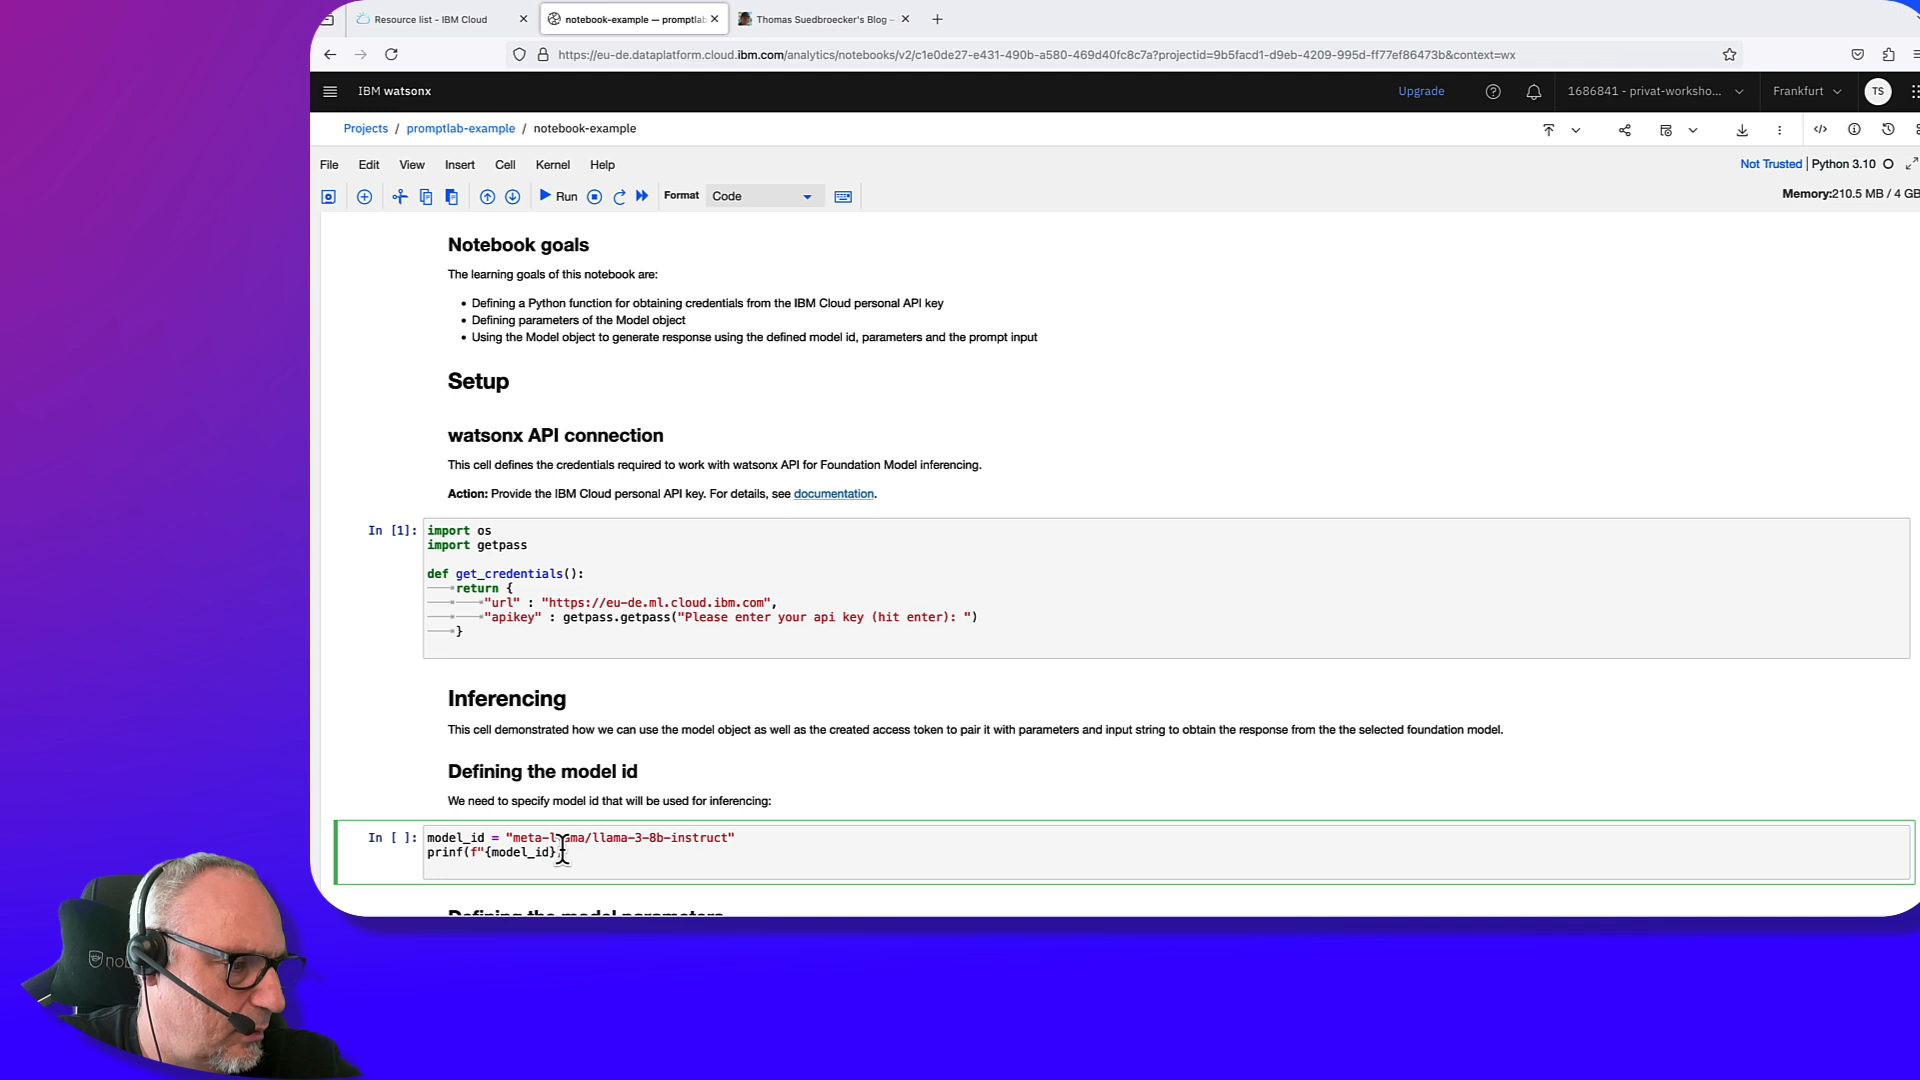 Resource list - IBM Cloud
notebook-example — promptlab
Thomas Suedbroecker's Blog –
https://eu-de.dataplatform.cloud.ibm.com/analytics/notebooks/v2/c1e0de27-e431-490b-a580-469d40fc8c7a?projectid=9b5facd1-d9eb-4209-995d-ff77ef86473b&context=wx
IBM watsonx
Upgrade
1686841 - privat-worksho...
Frankfurt
TS
Projects / promptlab-example / notebook-example
File Edit View Insert Cell Kernel Help
Not Trusted | Python 3.10
Run
Format
Code
Memory:210.5 MB / 4 GB
Notebook goals
The learning goals of this notebook are:
• Defining a Python function for obtaining credentials from the IBM Cloud personal API key
• Defining parameters of the Model object
• Using the Model object to generate response using the defined model id, parameters and the prompt input
Setup
watsonx API connection
This cell defines the credentials required to work with watsonx API for Foundation Model inferencing.
Action: Provide the IBM Cloud personal API key. For details, see documentation.
In [1]:
import os
import getpass
def get_credentials():
return {
"url" : "https://eu-de.ml.cloud.ibm.com",
"apikey" : getpass.getpass("Please enter your api key (hit enter): ")
}
Inferencing
This cell demonstrated how we can use the model object as well as the created access token to pair it with parameters and input string to obtain the response from the the selected foundation model.
Defining the model id
We need to specify model id that will be used for inferencing:
In [ ]:
model_id = "meta-llama/llama-3-8b-instruct"
prinf(f"{model_id}
Defining the model parameters